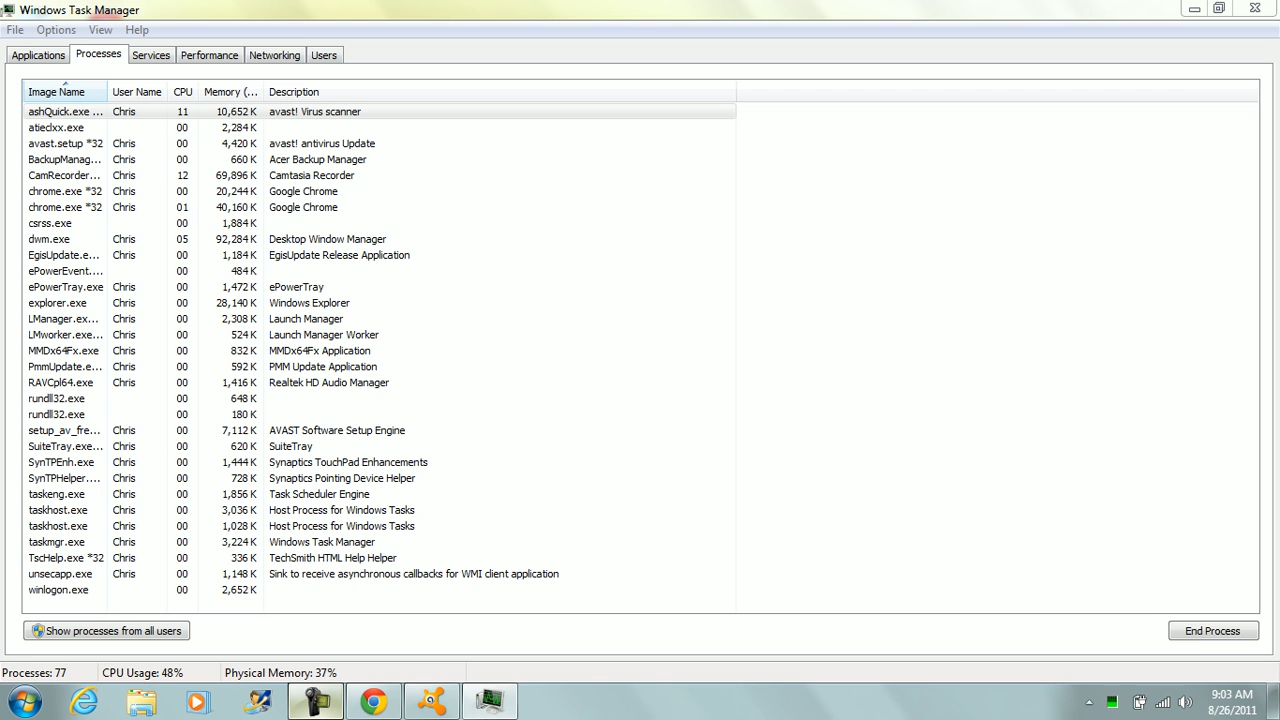 Windows Task Manager
File Options View Help
Applications Processes Services Performance Networking Users
Image Name User Name CPU Memory (... Description
ashQuick.exe ... Chris 11 10,652 K avast! Virus scanner
atieclxx.exe 00 2,284 K
avast.setup *32 Chris 00 4,420 K avast! antivirus Update
BackupManag... Chris 00 660 K Acer Backup Manager
CamRecorder... Chris 12 69,896 K Camtasia Recorder
chrome.exe *32 Chris 00 20,244 K Google Chrome
chrome.exe *32 Chris 01 40,160 K Google Chrome
csrss.exe 00 1,884 K
dwm.exe Chris 05 92,284 K Desktop Window Manager
EgisUpdate.e... Chris 00 1,184 K EgisUpdate Release Application
ePowerEvent.... 00 484 K
ePowerTray.exe Chris 00 1,472 K ePowerTray
explorer.exe Chris 00 28,140 K Windows Explorer
LManager.ex... Chris 00 2,308 K Launch Manager
LMworker.exe... Chris 00 524 K Launch Manager Worker
MMDx64Fx.exe Chris 00 832 K MMDx64Fx Application
PmmUpdate.e... Chris 00 592 K PMM Update Application
RAVCpl64.exe Chris 00 1,416 K Realtek HD Audio Manager
rundll32.exe 00 648 K
rundll32.exe 00 180 K
setup_av_fre... Chris 00 7,112 K AVAST Software Setup Engine
SuiteTray.exe... Chris 00 620 K SuiteTray
SynTPEnh.exe Chris 00 1,444 K Synaptics TouchPad Enhancements
SynTPHelper.... Chris 00 728 K Synaptics Pointing Device Helper
taskeng.exe Chris 00 1,856 K Task Scheduler Engine
taskhost.exe Chris 00 3,036 K Host Process for Windows Tasks
taskhost.exe Chris 00 1,028 K Host Process for Windows Tasks
taskmgr.exe Chris 00 3,224 K Windows Task Manager
TscHelp.exe *32 Chris 00 336 K TechSmith HTML Help Helper
unsecapp.exe Chris 00 1,148 K Sink to receive asynchronous callbacks for WMI client application
winlogon.exe 00 2,652 K
Show processes from all users End Process
Processes: 77 CPU Usage: 48% Physical Memory: 37%
9:03 AM
8/26/2011